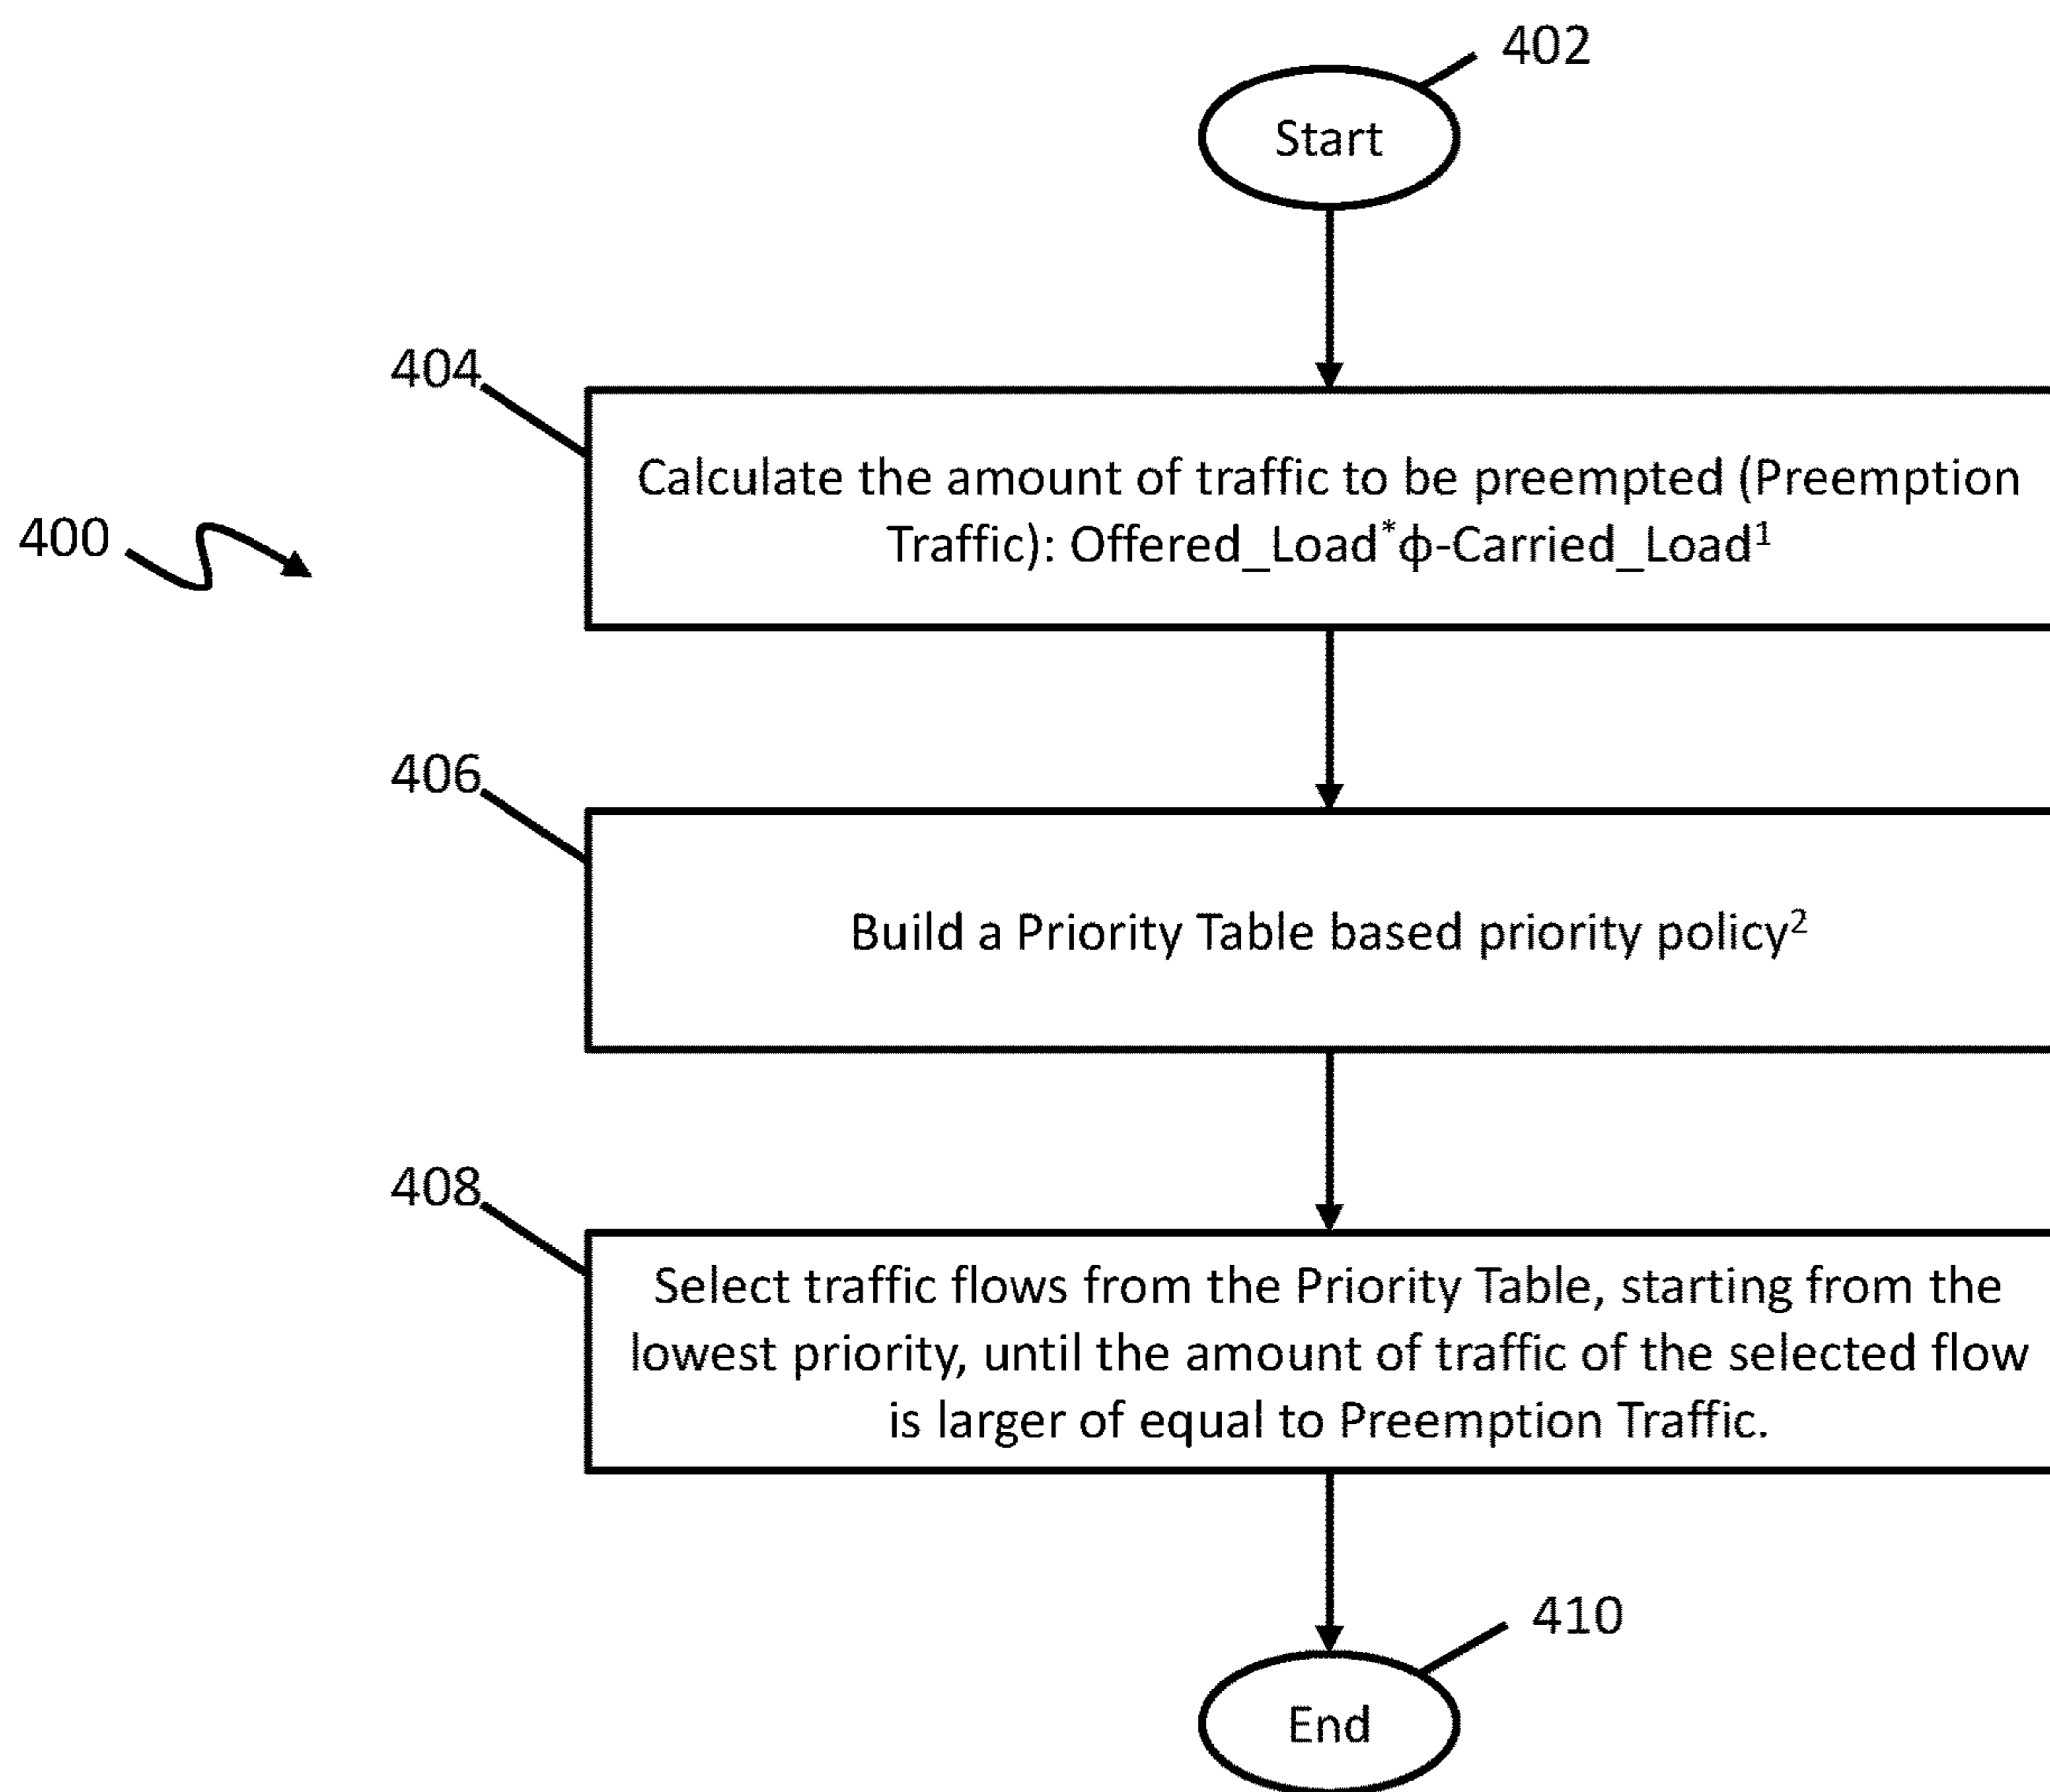 402
Start
404
Calculate the amount of traffic to be preempted (Preemption
Traffic): Offered_Load*ϕ-Carried_Load¹
400
406
Build a Priority Table based priority policy²
408
Select traffic flows from the Priority Table, starting from the
lowest priority, until the amount of traffic of the selected flow
is larger of equal to Preemption Traffic.
410
End